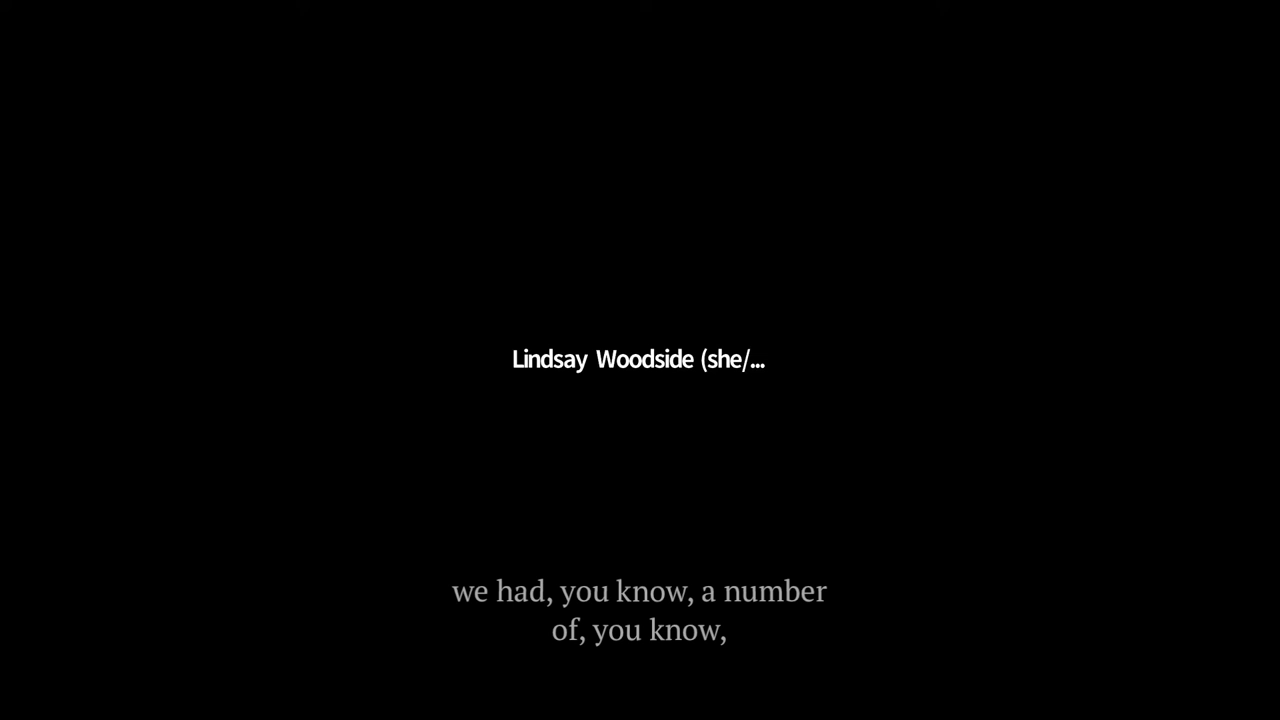 Lindsay Woodside (she/...
we had, you know, a number
of, you know,